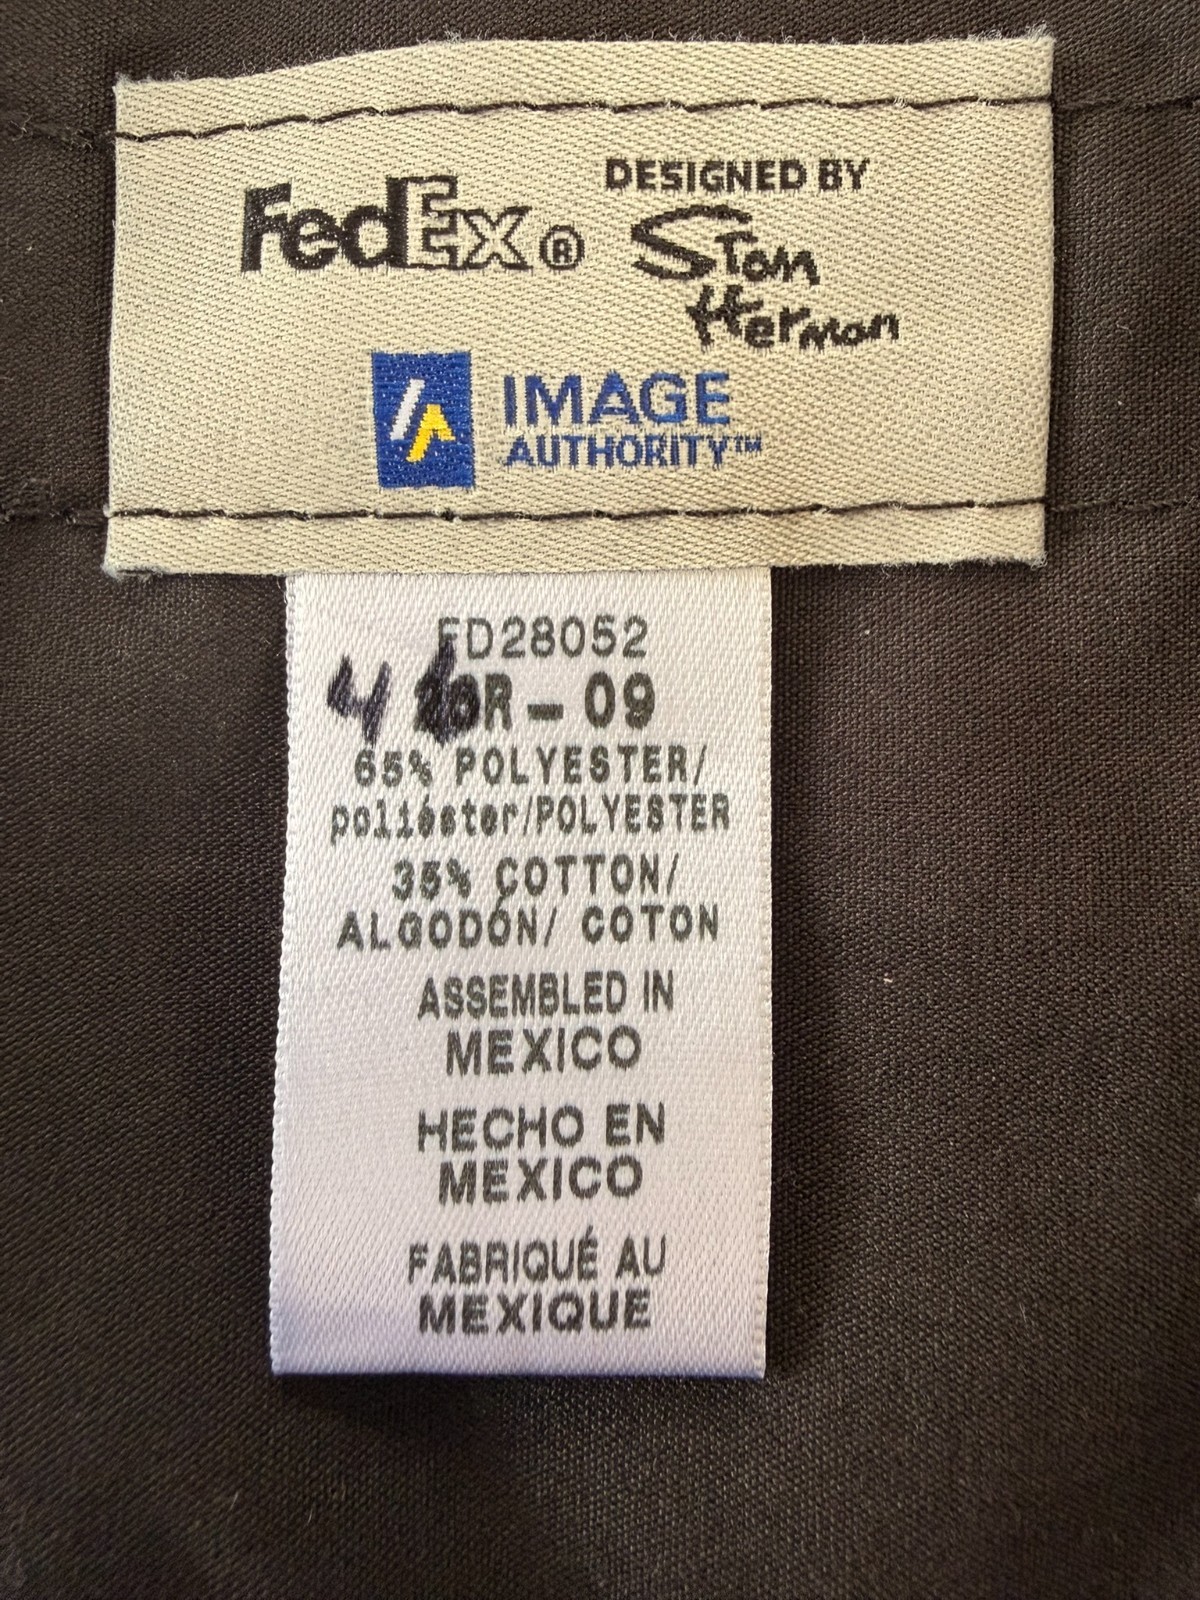 FedEx® DESIGNED BY
Stan
Herman
IMAGE
AUTHORITY™
FD28052
4 R - 09
65% POLYESTER/
poliéster/POLYESTER
35% COTTON/
ALGODÓN/ COTON
ASSEMBLED IN
MEXICO
HECHO EN
MEXICO
FABRIQUÉ AU
MEXIQUE